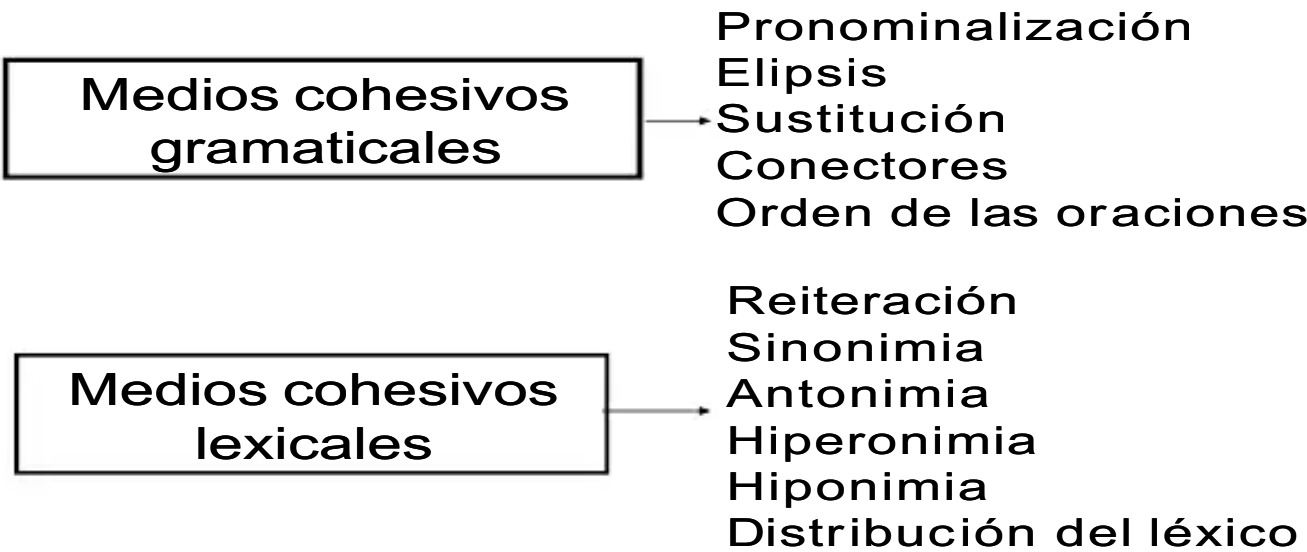 Medios cohesivos
gramaticales
Pronominalización
Elipsis
Sustitución
Conectores
Orden de las oraciones
Medios cohesivos
lexicales
Reiteración
Sinonimia
Antonimia
Hiperonimia
Hiponimia
Distribución del léxico